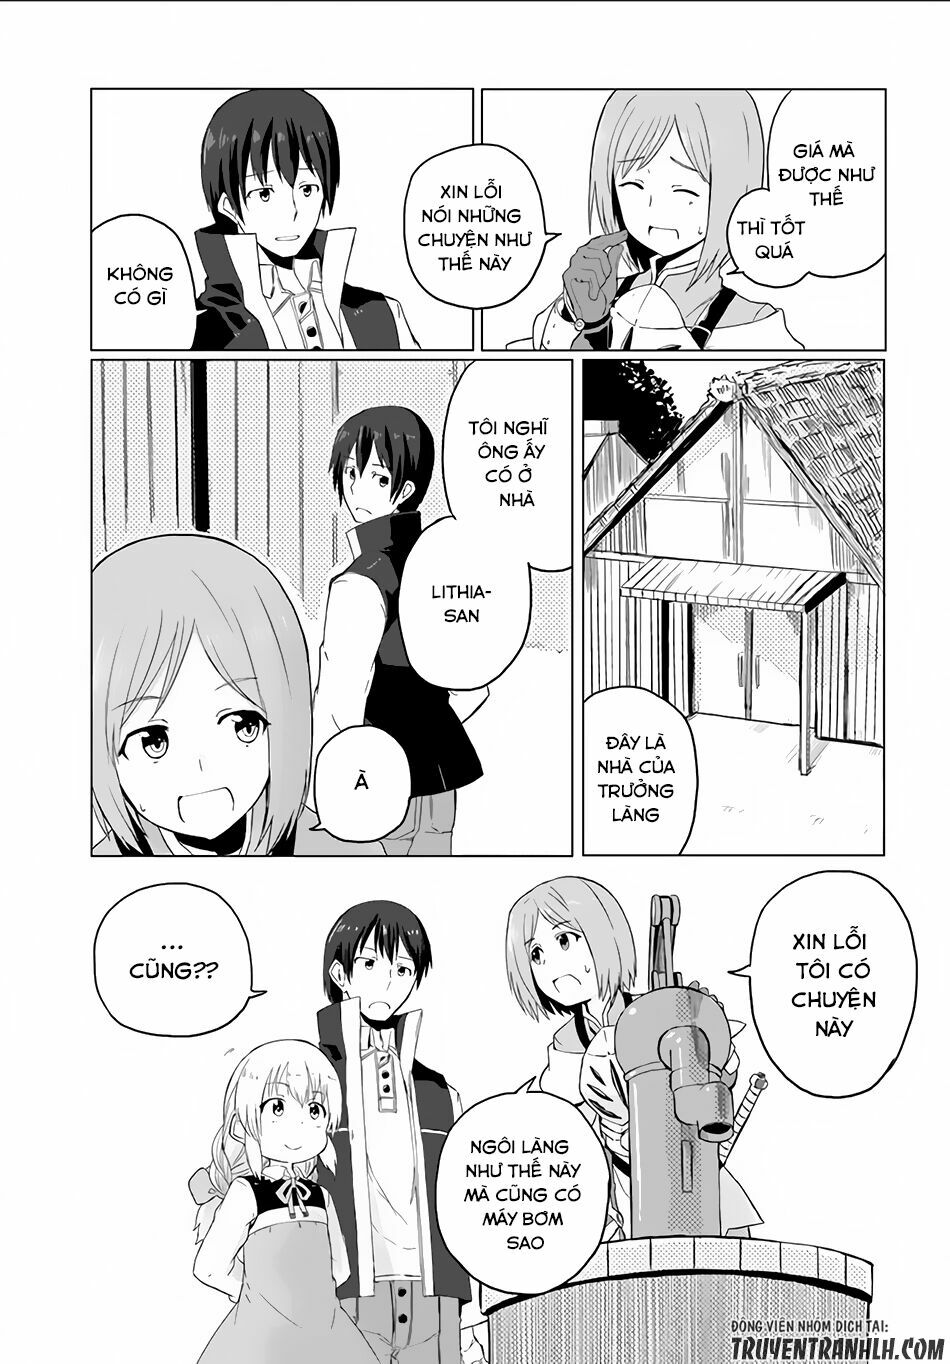 GIÁ MÀ
ĐƯỢC NHƯ
THẾ
THÌ TỐT
QUÁ
XIN LỖI
NÓI NHỮNG
CHUYỆN NHƯ
THẾ NÀY
KHÔNG
CÓ GÌ
ĐÂY LÀ
NHÀ CỦA
TRƯỞNG
LÀNG
TÔI NGHĨ
ÔNG ẤY
CÓ Ở
NHÀ
LITHIA-
SAN
À
XIN LỖI
TÔI CÓ
CHUYỆN
NÀY
NGÔI LÀNG
NHƯ THẾ NÀY
MÀ CŨNG CÓ
MÁY BƠM
SAO
...
CŨNG??
ĐỘNG VIÊN NHÓM DỊCH TẠI:
TRUYENTRANHLH.COM